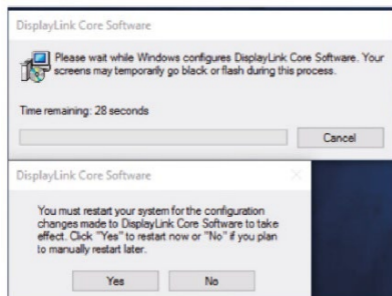 DisplayLink Core Software
Please wait while Windows configures DisplayLink Core Software. Your
screens may temporarily go black or flash during this process.
Time remaining: 28 seconds
Cancel
DisplayLink Core Software
You must restart your system for the configuration
changes made to DisplayLink Core Software to take
effect. Click "Yes" to restart now or "No" if you plan
to manually restart later.
Yes No